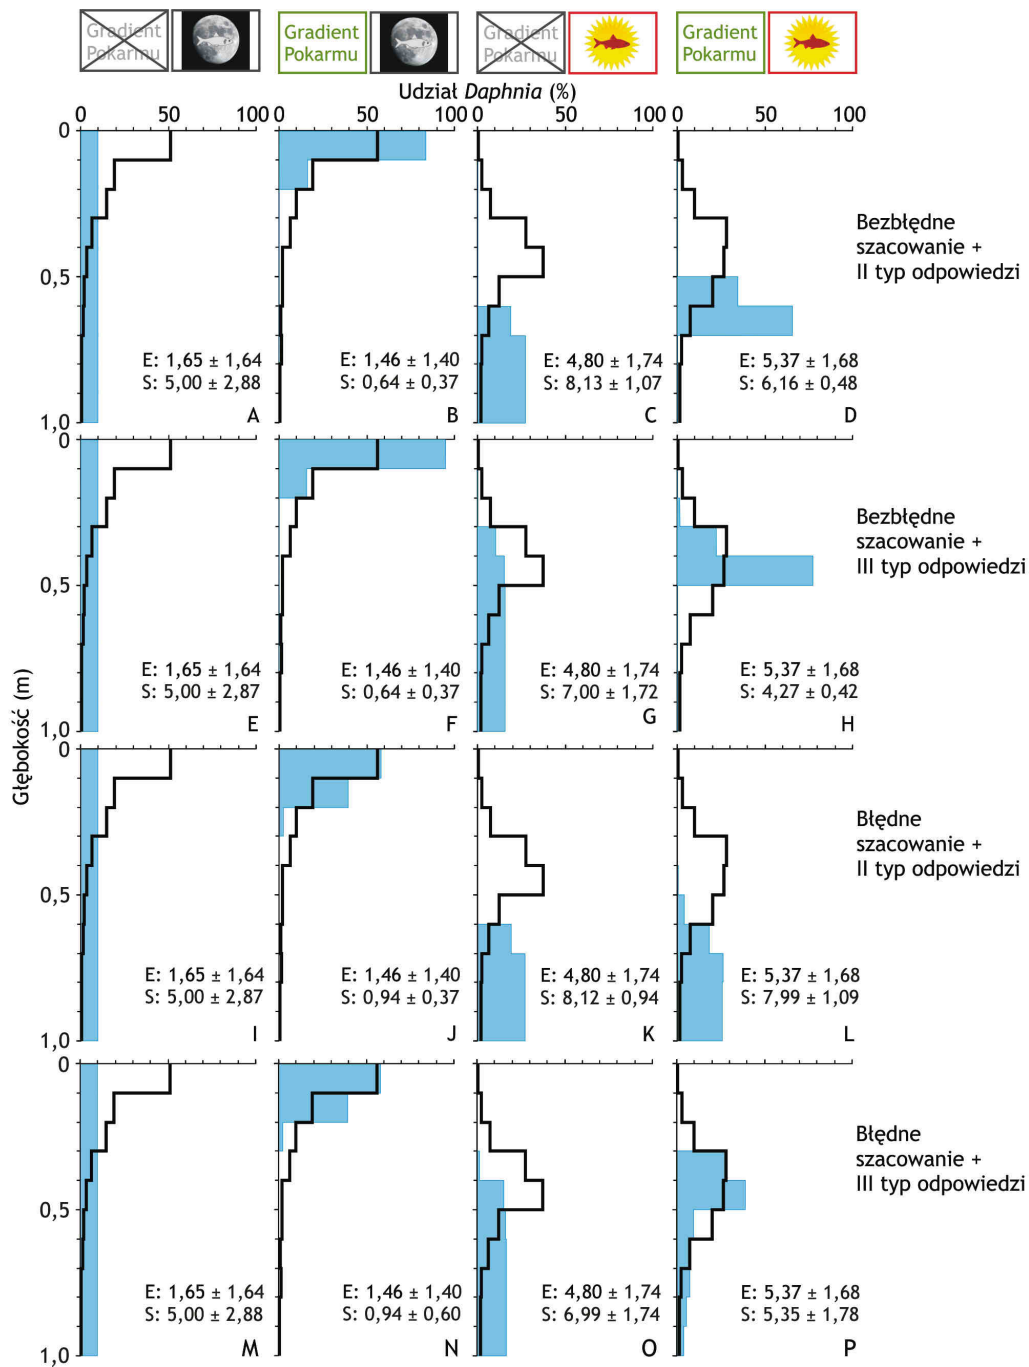 Gradient Pokarmu
Gradient Pokarmu
Gradient Pokarmu
Gradient Pokarmu
Udział Daphnia (%)
0 50 100 0 50 100 0 50 100 0 50 100
Głębokość (m)
0
0,5
1,0
E: 1,65 ± 1,64
S: 5,00 ± 2,88
A
E: 1,46 ± 1,40
S: 0,64 ± 0,37
B
E: 4,80 ± 1,74
S: 8,13 ± 1,07
C
E: 5,37 ± 1,68
S: 6,16 ± 0,48
D
Bezbłędne
szacowanie +
II typ odpowiedzi
0
0,5
1,0
E: 1,65 ± 1,64
S: 5,00 ± 2,87
E
E: 1,46 ± 1,40
S: 0,64 ± 0,37
F
E: 4,80 ± 1,74
S: 7,00 ± 1,72
G
E: 5,37 ± 1,68
S: 4,27 ± 0,42
H
Bezbłędne
szacowanie +
III typ odpowiedzi
0
0,5
1,0
E: 1,65 ± 1,64
S: 5,00 ± 2,87
I
E: 1,46 ± 1,40
S: 0,94 ± 0,37
J
E: 4,80 ± 1,74
S: 8,12 ± 0,94
K
E: 5,37 ± 1,68
S: 7,99 ± 1,09
L
Błędne
szacowanie +
II typ odpowiedzi
0
0,5
1,0
E: 1,65 ± 1,64
S: 5,00 ± 2,88
M
E: 1,46 ± 1,40
S: 0,94 ± 0,60
N
E: 4,80 ± 1,74
S: 6,99 ± 1,74
O
E: 5,37 ± 1,68
S: 5,35 ± 1,78
P
Błędne
szacowanie +
III typ odpowiedzi